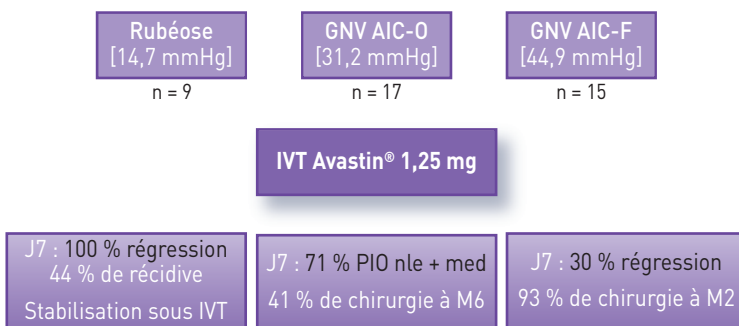 Rubéose
[14,7 mmHg]
n = 9
GNV AIC-O
[31,2 mmHg]
n = 17
GNV AIC-F
[44,9 mmHg]
n = 15
IVT Avastin® 1,25 mg
J7 : 100 % régression
44 % de récidive
Stabilisation sous IVT
J7 : 71 % PIO nle + med
41 % de chirurgie à M6
J7 : 30 % régression
93 % de chirurgie à M2